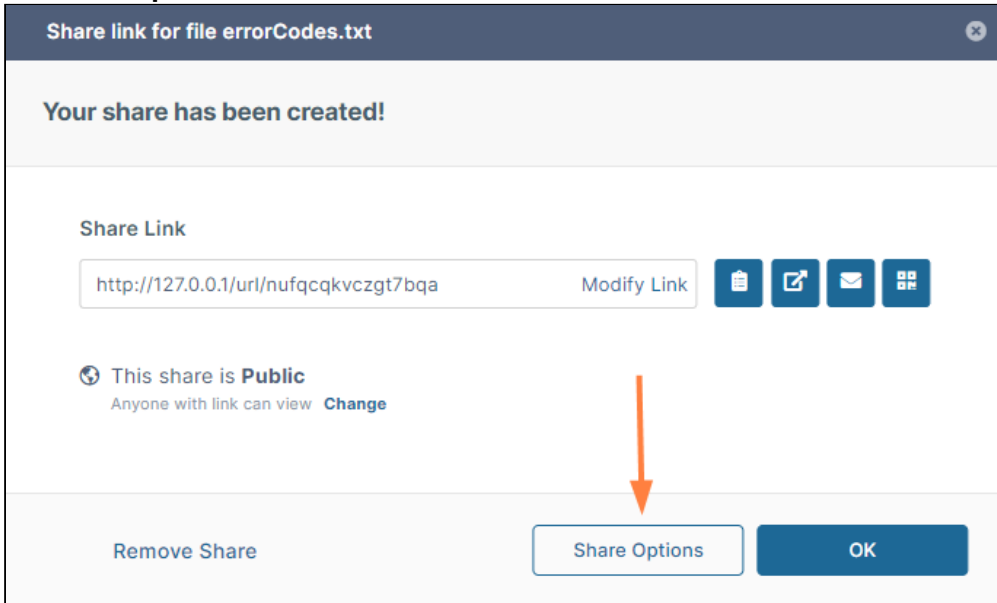 Share link for file errorCodes.txt
Your share has been created!
Share Link
http://127.0.0.1/url/nufqcqkvczgt7bqa Modify Link
This share is Public
Anyone with link can view Change
Remove Share Share Options OK